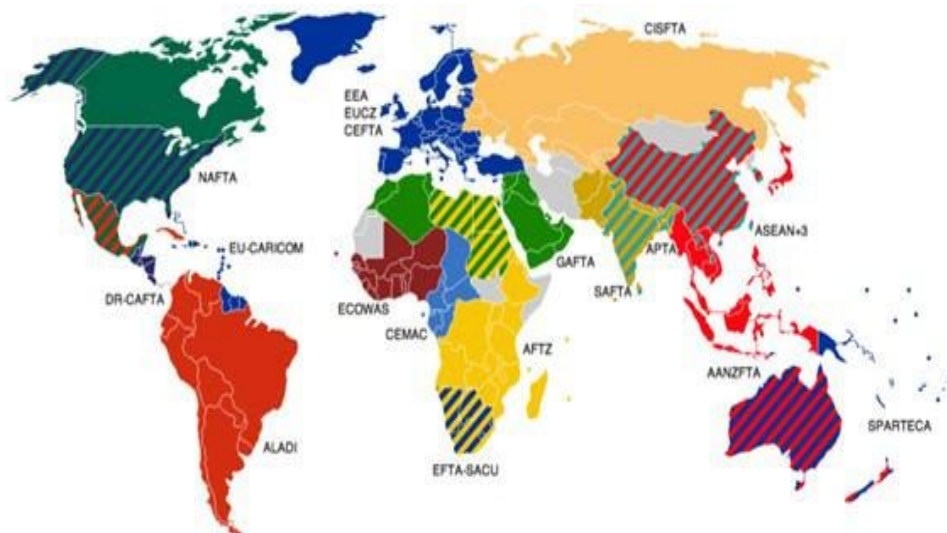 CISFTA
EEA
EUCZ
CEFTA
NAFTA
EU-CARICOM
DR-CAFTA
ALADI
ECOWAS
CEMAC
AFTZ
EFTA-SACU
GAFTA
SAFTA
APTA
ASEAN+3
AANZFTA
SPARTECA